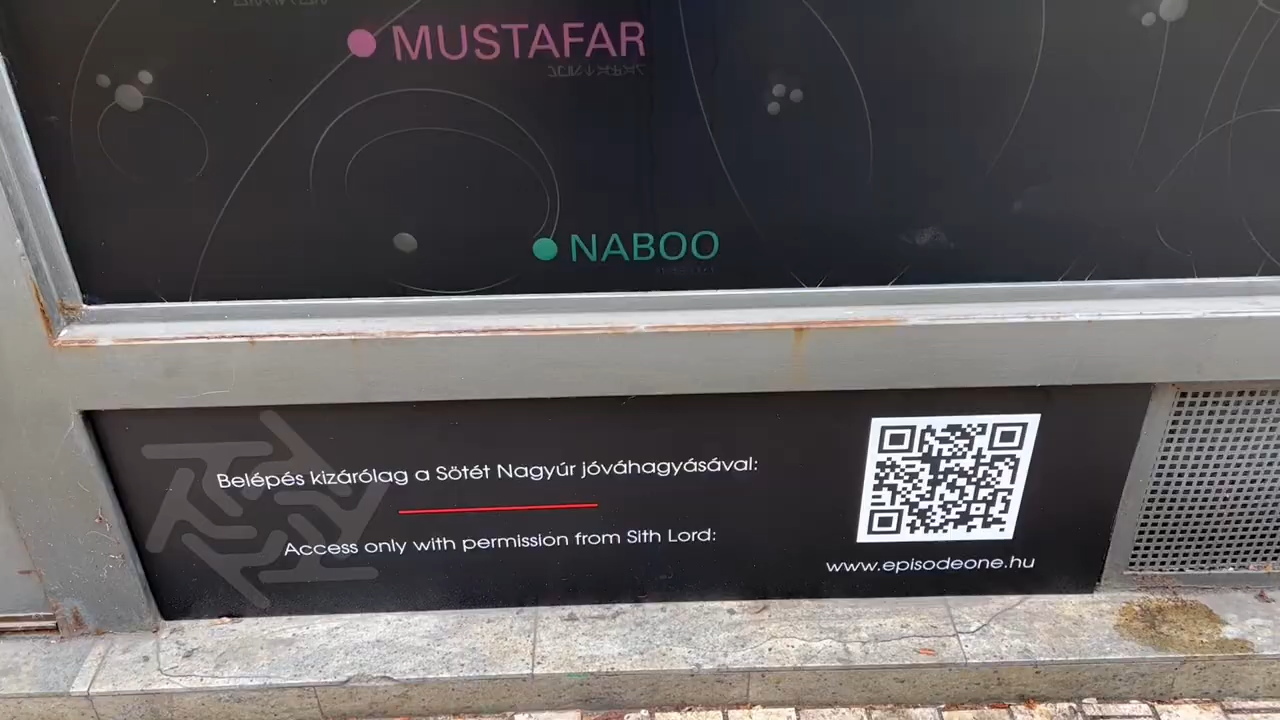 MUSTAFAR
NABOO
Belépés kizárólag a Sötét Nagyúr jóváhagyásával:
Access only with permission from Sith Lord:
www.episodeone.hu